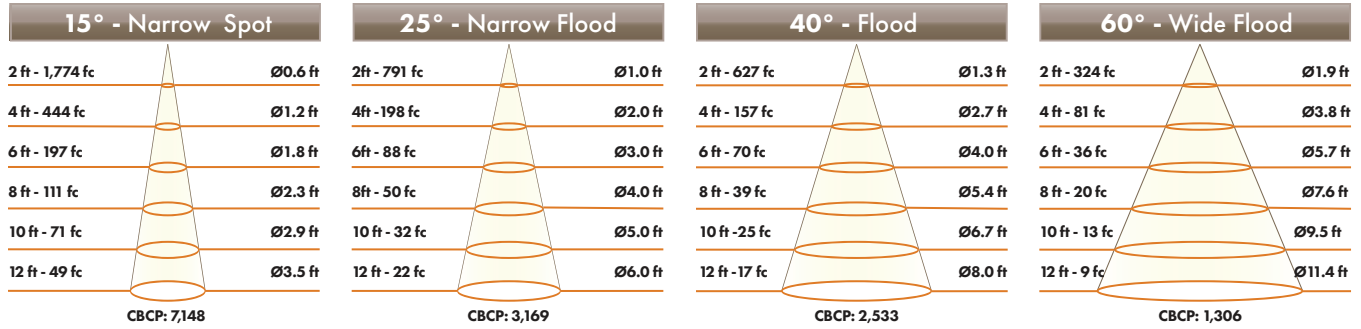 15° - Narrow Spot
2 ft - 1,774 fc Ø0.6 ft
4 ft - 444 fc Ø1.2 ft
6 ft - 197 fc Ø1.8 ft
8 ft - 111 fc Ø2.3 ft
10 ft - 71 fc Ø2.9 ft
12 ft - 49 fc Ø3.5 ft
CBCP: 7,148
25° - Narrow Flood
2ft - 791 fc Ø1.0 ft
4ft -198 fc Ø2.0 ft
6ft - 88 fc Ø3.0 ft
8ft - 50 fc Ø4.0 ft
10 ft - 32 fc Ø5.0 ft
12 ft - 22 fc Ø6.0 ft
CBCP: 3,169
40° - Flood
2 ft - 627 fc Ø1.3 ft
4 ft - 157 fc Ø2.7 ft
6 ft - 70 fc Ø4.0 ft
8 ft - 39 fc Ø5.4 ft
10 ft -25 fc Ø6.7 ft
12 ft -17 fc Ø8.0 ft
CBCP: 2,533
60° - Wide Flood
2 ft - 324 fc Ø1.9 ft
4 ft - 81 fc Ø3.8 ft
6 ft - 36 fc Ø5.7 ft
8 ft - 20 fc Ø7.6 ft
10 ft - 13 fc Ø9.5 ft
12 ft - 9 fc Ø11.4 ft
CBCP: 1,306